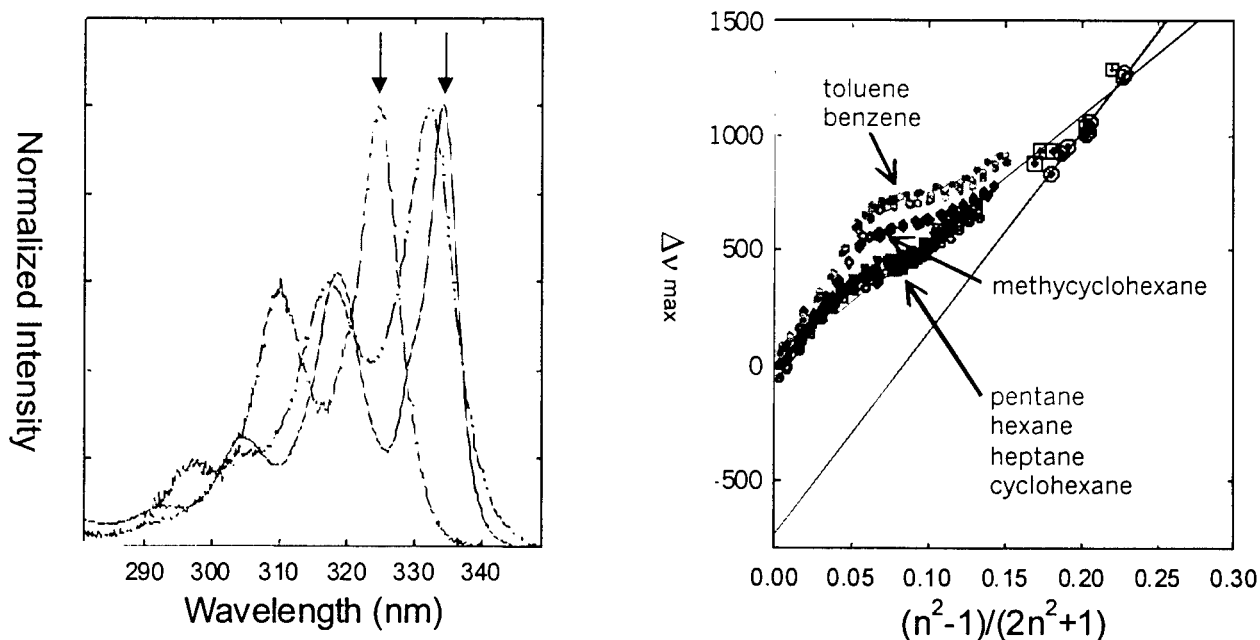 Normalized Intensity
290 300 310 320 330 340
Wavelength (nm)
1500
1000
500
0
-500
Δν max
toluene
benzene
methycyclohexane
pentane
hexane
heptane
cyclohexane
0.00 0.05 0.10 0.15 0.20 0.25 0.30
(n²-1)/(2n²+1)